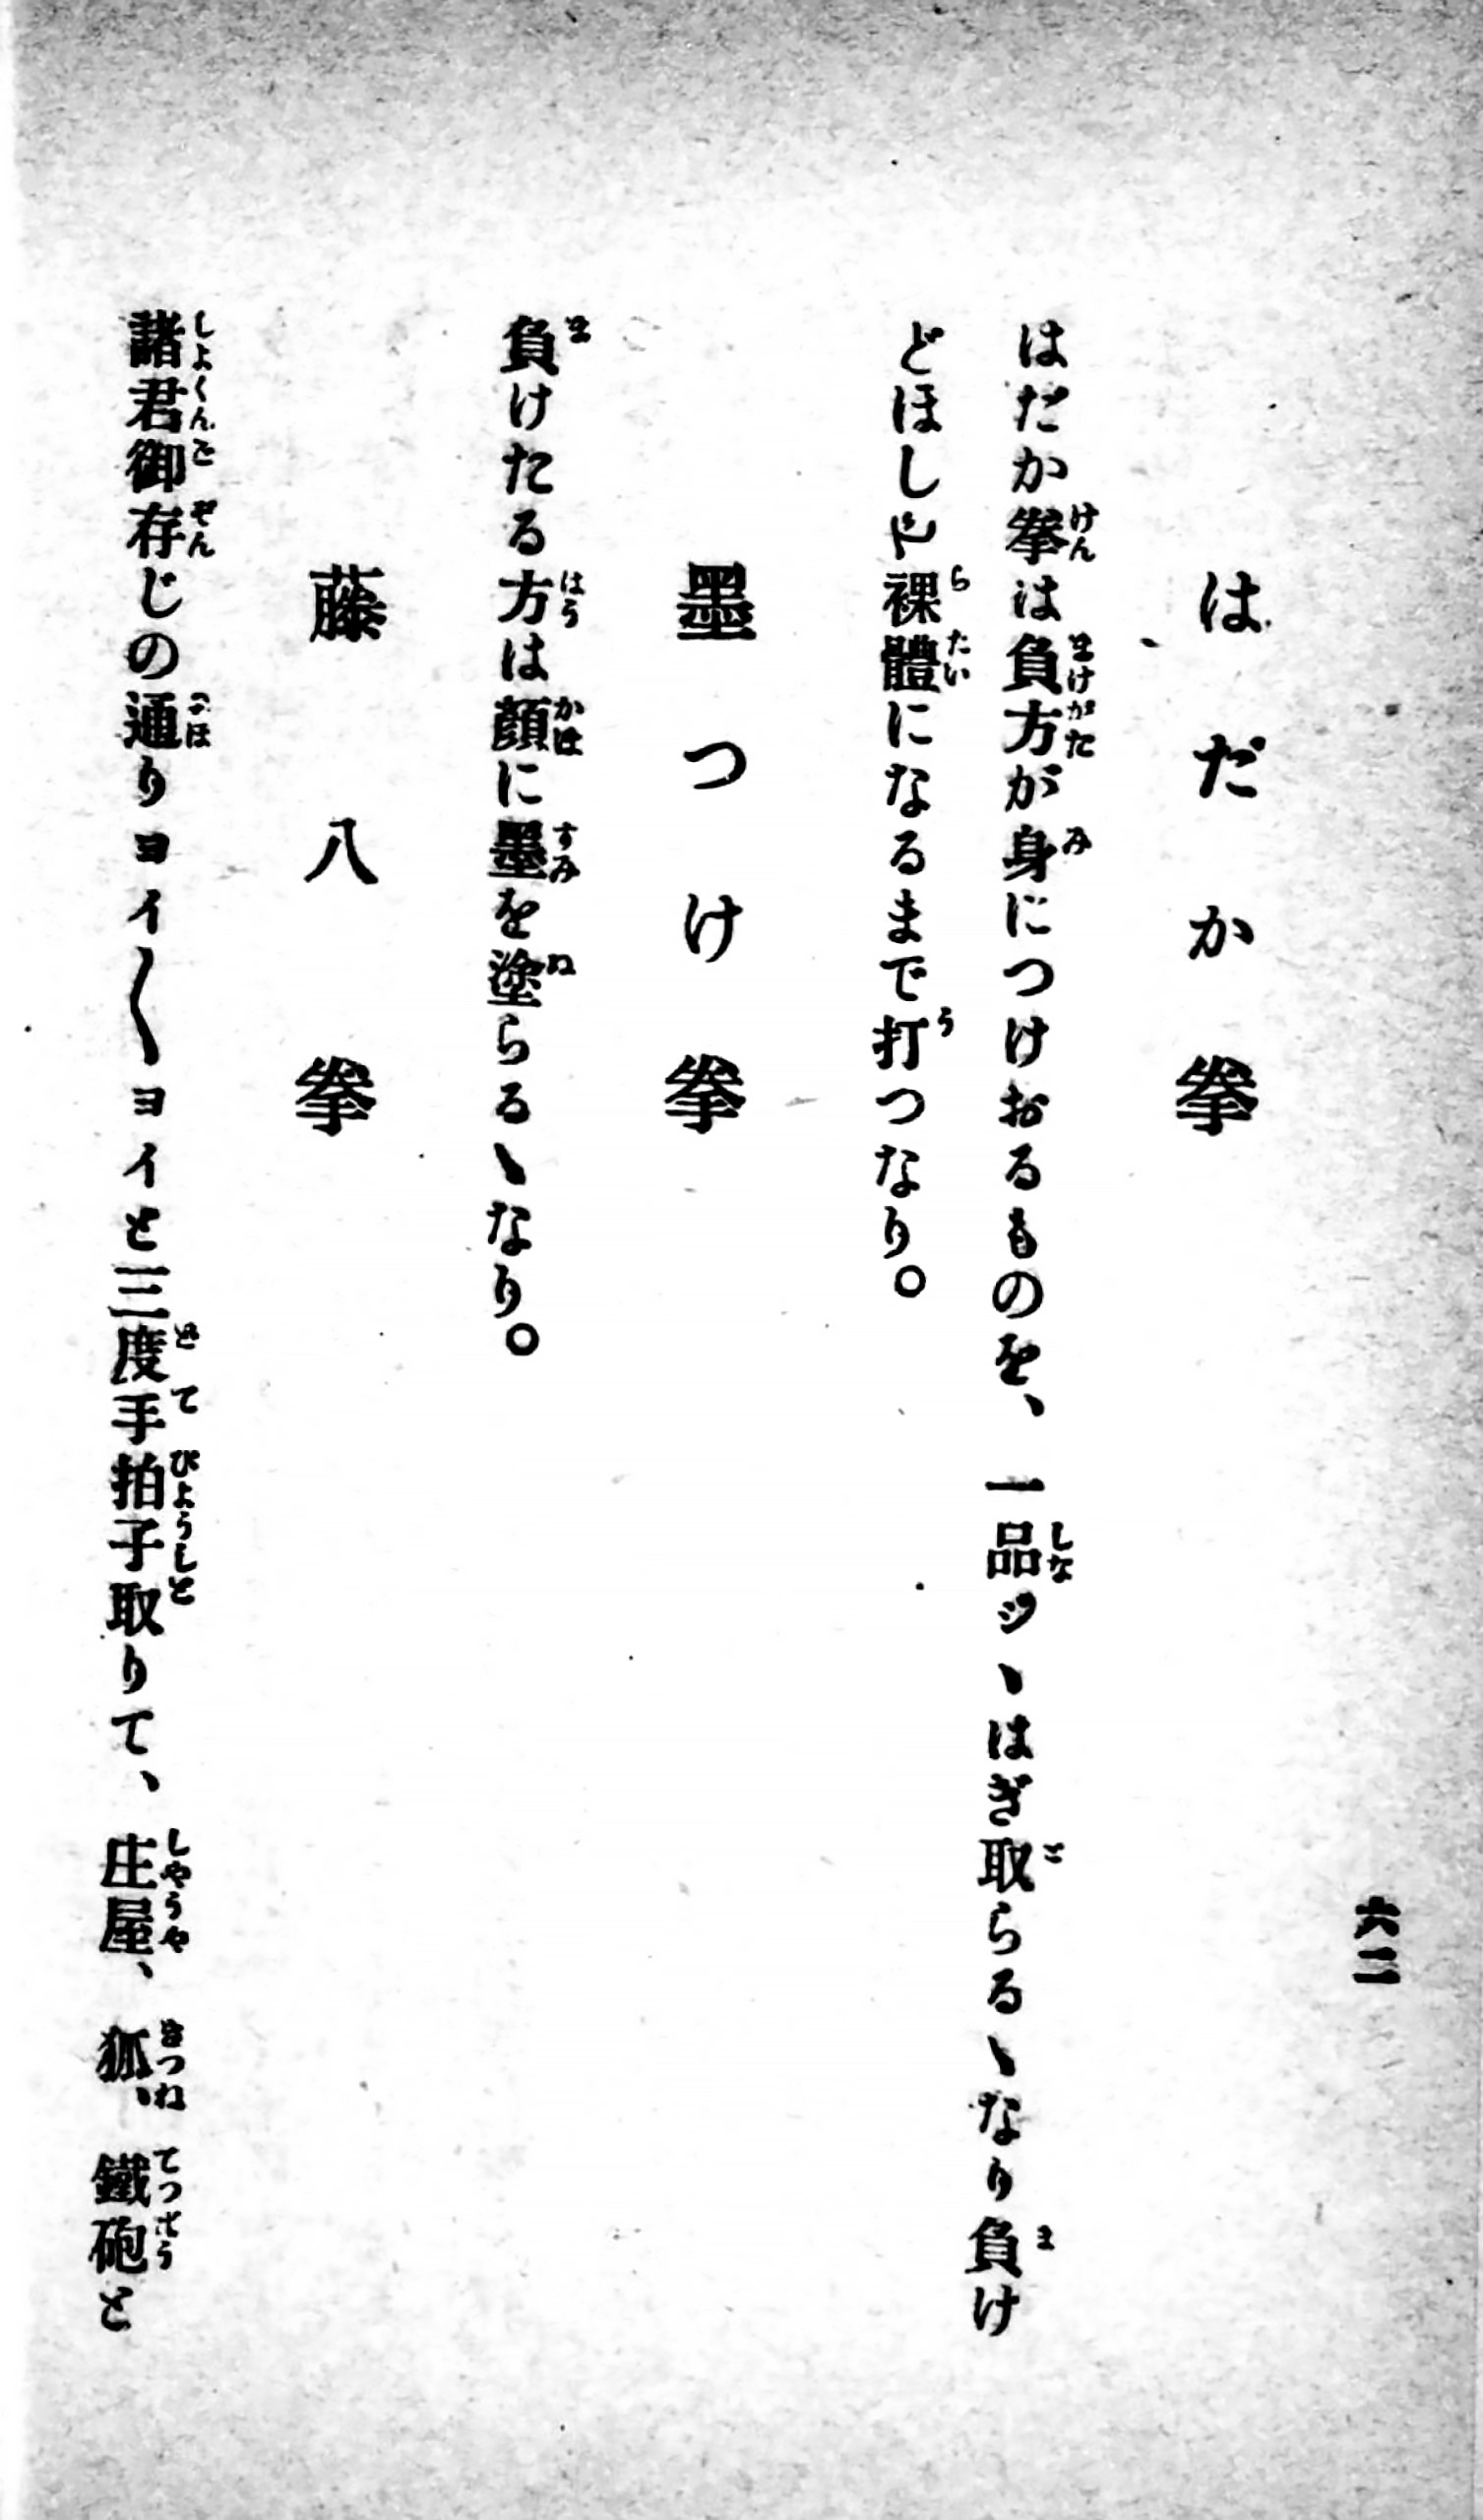 六二
はだか拳
はだか拳は負方が身につけおるものを、一品ヅヽはぎ取らるヽなり負け
どほしまで裸體になるまで打つなり。
墨つけ拳
負けたる方は顔に墨を塗らるヽなり。
藤八拳
諸君御存じの通りヨイ〳〵ヨイと三度手拍子取りて、庄屋、狐、鐵砲と